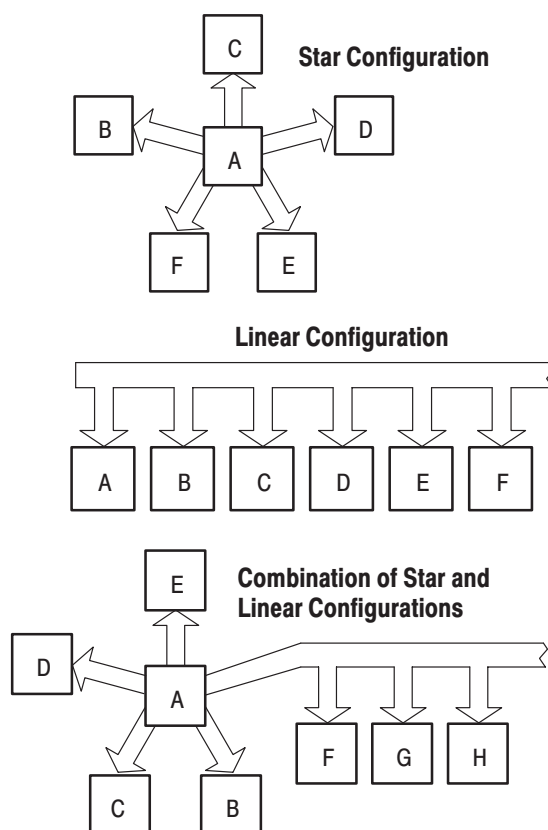 C
Star Configuration
B
D
A
F
E
Linear Configuration
A B C D E F
E
Combination of Star and
Linear Configurations
D
A
F G H
C
B